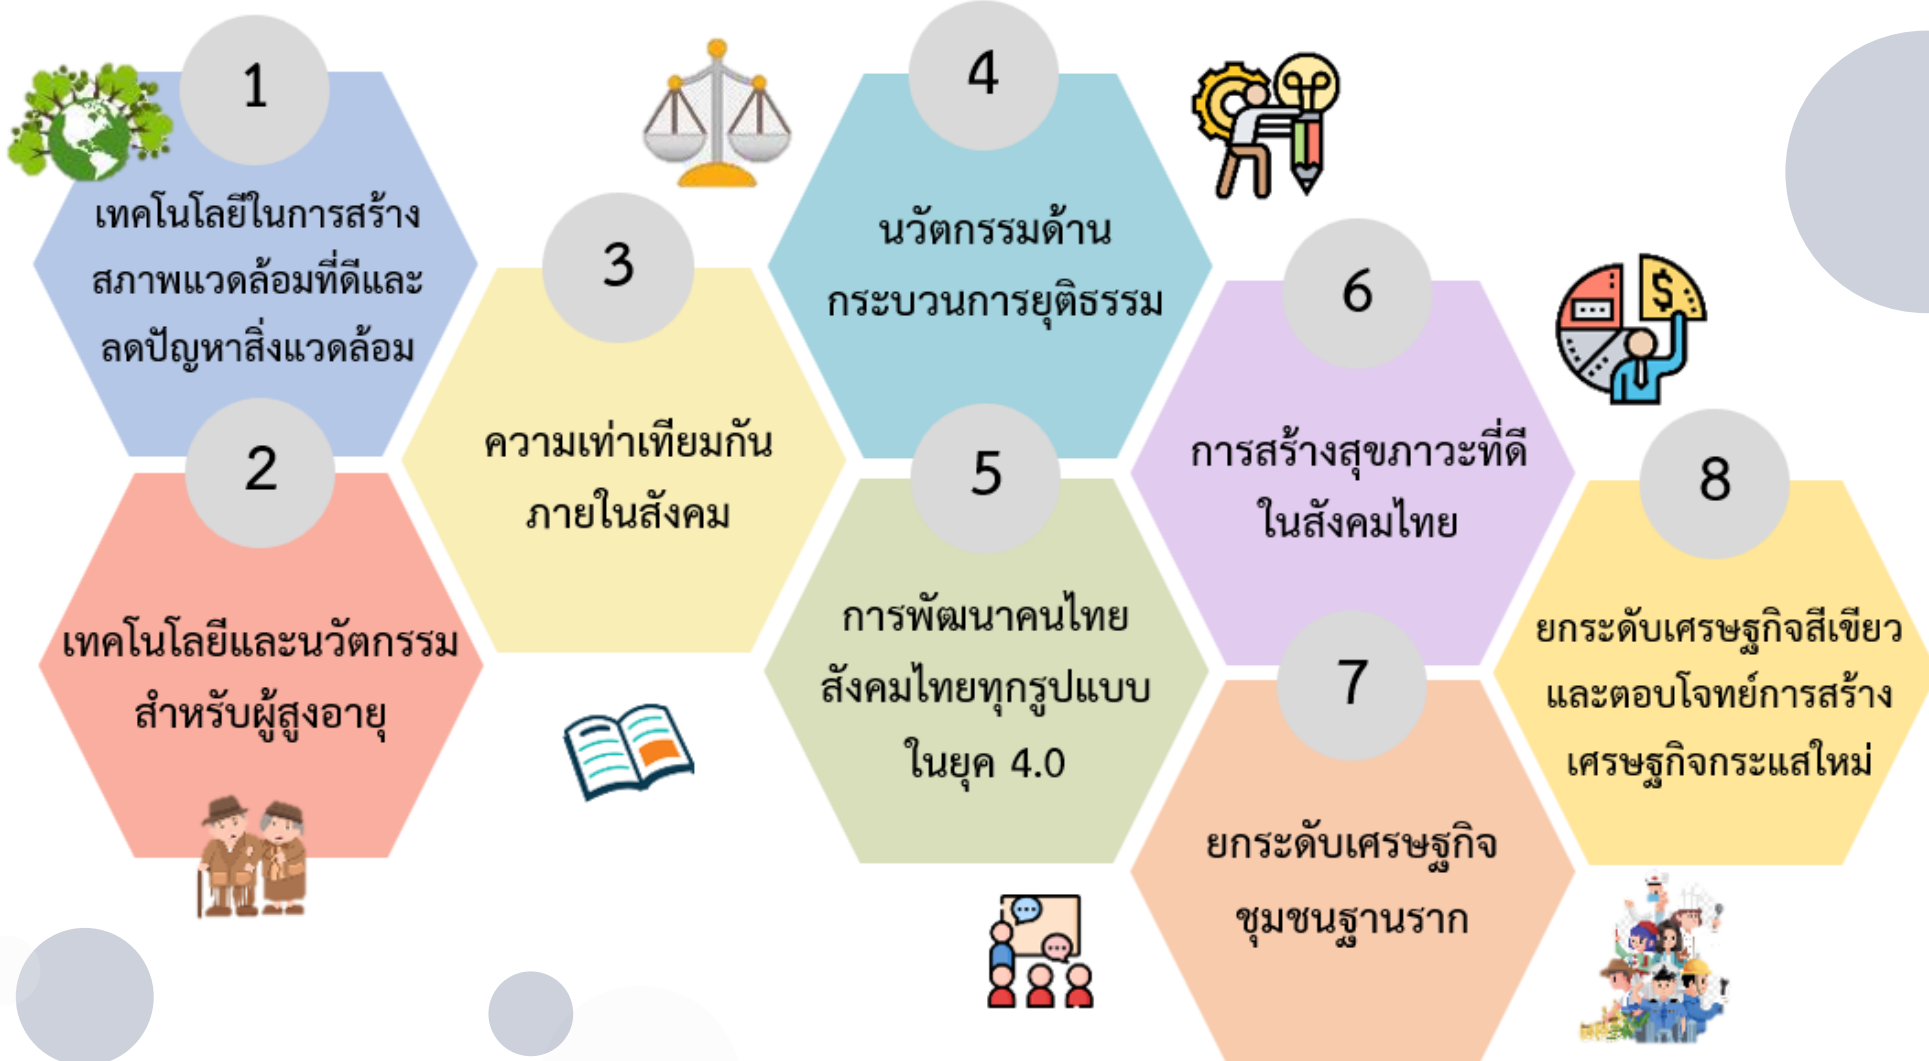 1
เทคโนโลยีในการสร้าง
สภาพแวดล้อมที่ดีและ
ลดปัญหาสิ่งแวดล้อม
2
เทคโนโลยีและนวัตกรรม
สำหรับผู้สูงอายุ
3
ความเท่าเทียมกัน
ภายในสังคม
4
นวัตกรรมด้าน
กระบวนการยุติธรรม
5
การพัฒนาคนไทย
สังคมไทยทุกรูปแบบ
ในยุค 4.0
6
การสร้างสุขภาวะที่ดี
ในสังคมไทย
7
ยกระดับเศรษฐกิจ
ชุมชนฐานราก
8
ยกระดับเศรษฐกิจสีเขียว
และตอบโจทย์การสร้าง
เศรษฐกิจกระแสใหม่
$